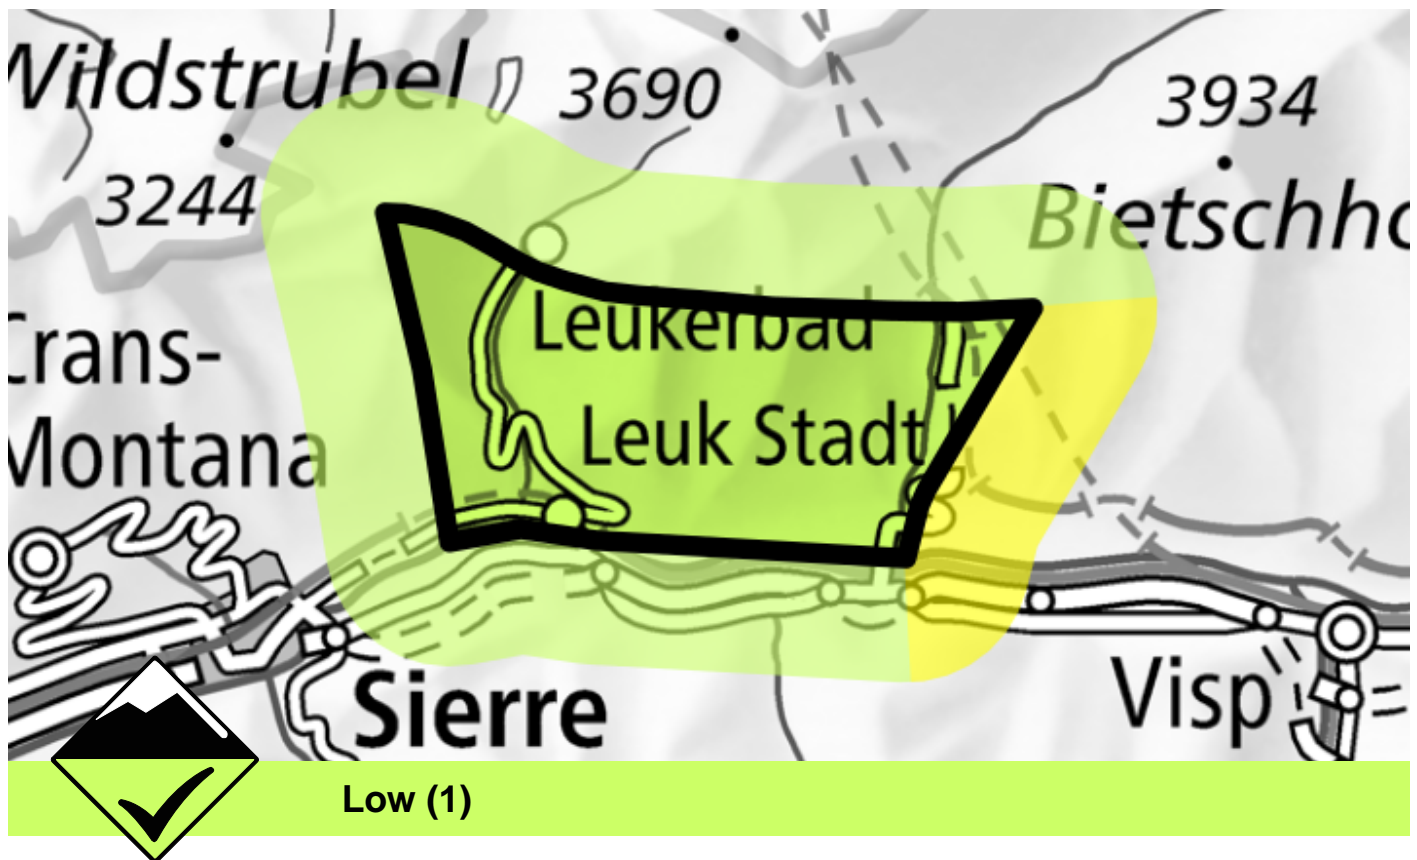 Wildstrubel
3690
3934
3244
Bietschho
Crans-
Montana
Leukerbad
Leuk Stadt
Sierre
Visp
Low (1)